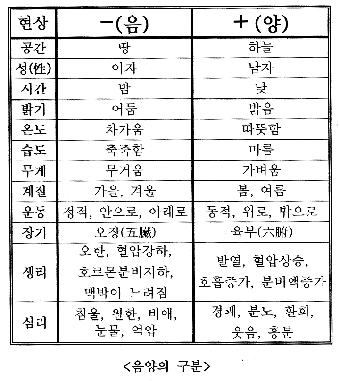 현상 －(음) ＋(양)
공간 땅 하늘
성(性) 여자 남자
시간 밤 낮
밝기 어둠 밝음
온도 차가움 따뜻함
습도 축축함 마름
무게 무거움 가벼움
계절 가을, 겨울 봄, 여름
운동 정적, 안으로, 아래로 동적, 위로, 밖으로
장기 오장(五臟) 육부(六腑)
생리 오한, 혈압강하, 호르몬분비저하, 맥박이 느려짐 발열, 혈압상승, 호흡증가, 분비액증가
심리 침울, 원한, 비애, 눈물, 억압 경쾌, 분노, 환희, 웃음, 흥분
<음양의 구분>